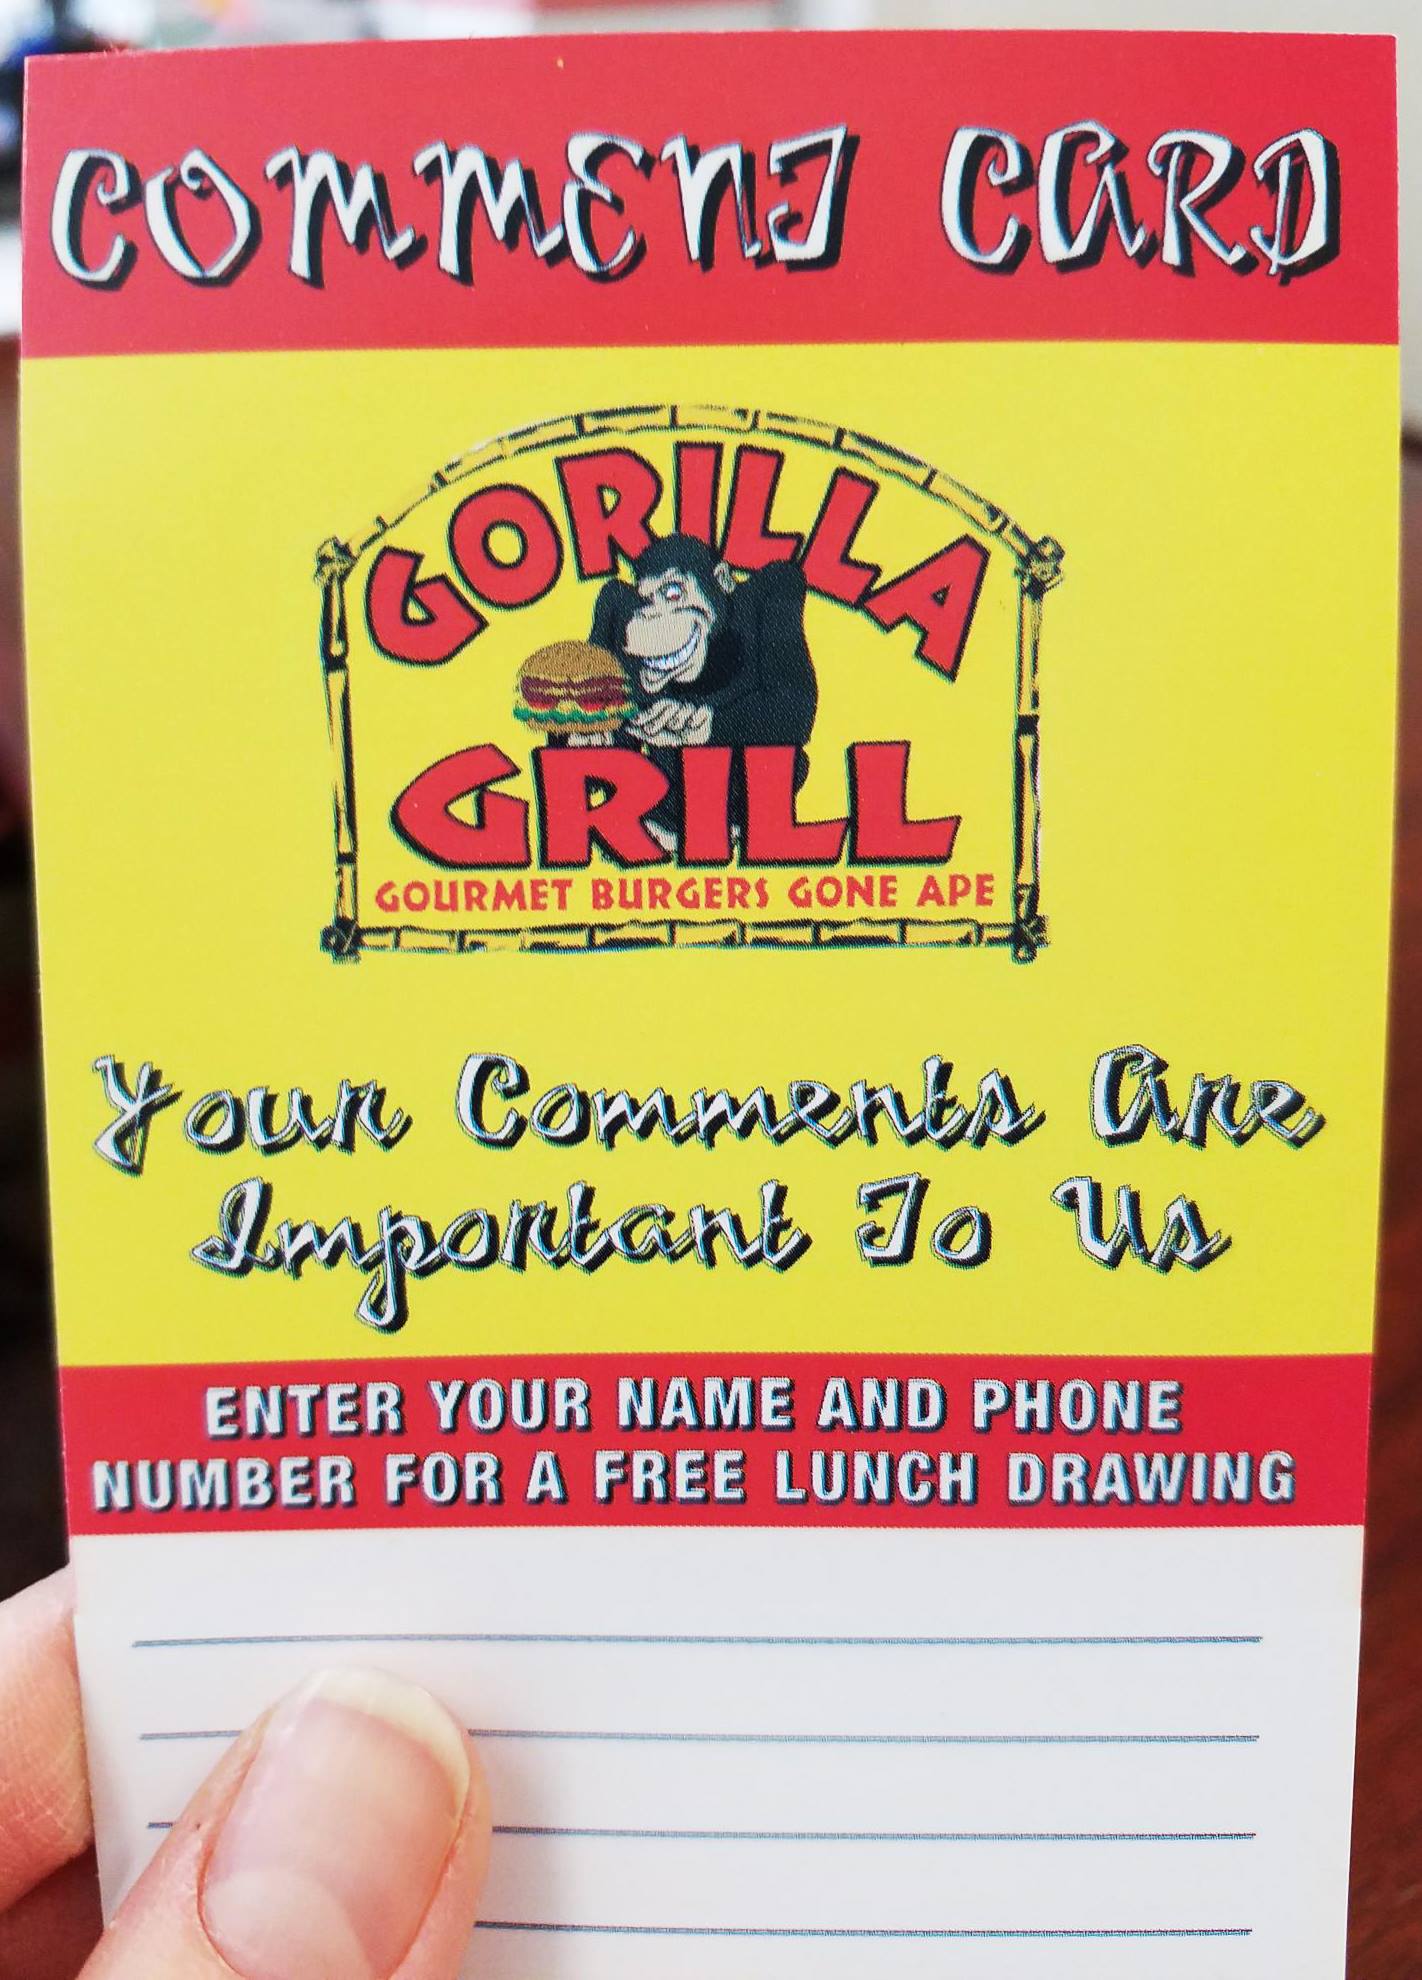 COMMENT CARD
GORILLA
GRILL
GOURMET BURGERS GONE APE
Your Comments Are
Important To Us
ENTER YOUR NAME AND PHONE
NUMBER FOR A FREE LUNCH DRAWING